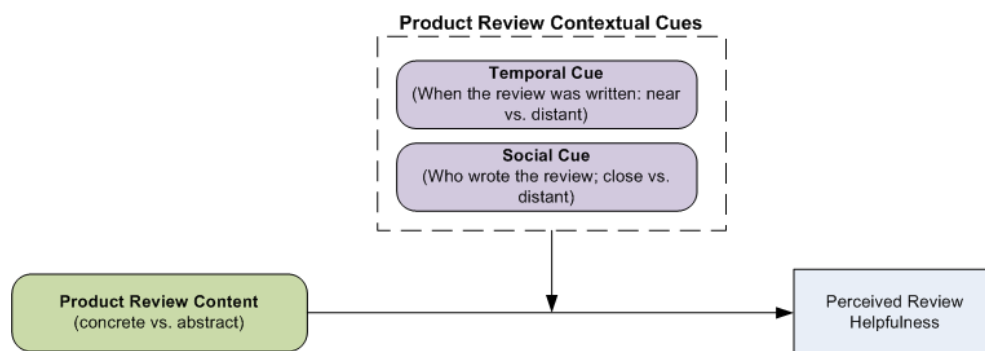 Product Review Contextual Cues
Temporal Cue
(When the review was written: near
vs. distant)
Social Cue
(Who wrote the review; close vs.
distant)
Product Review Content
(concrete vs. abstract)
Perceived Review
Helpfulness